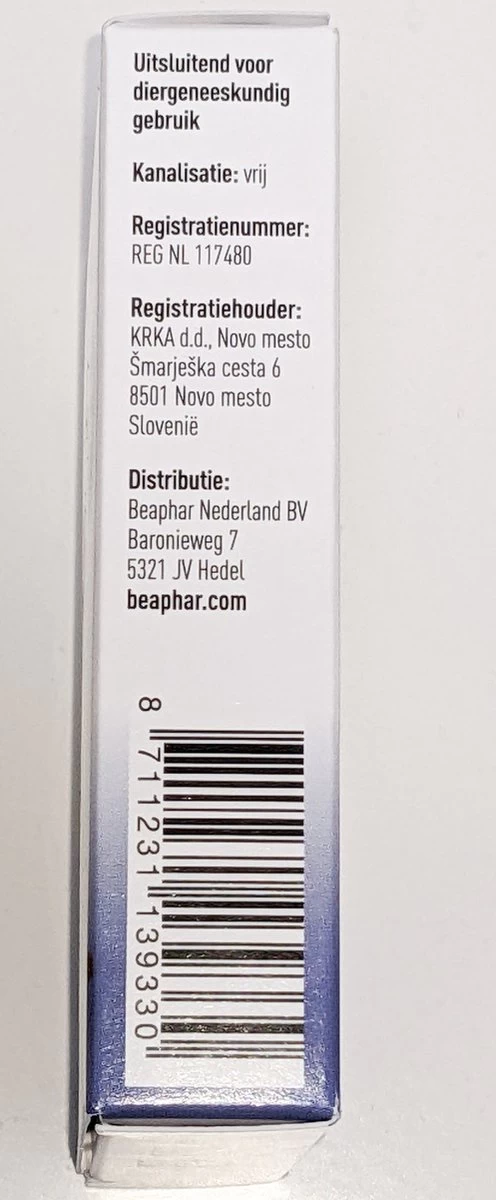 Uitsluitend voor
diergeneeskundig
gebruik
Kanalisatie: vrij
Registratienummer:
REG NL 117480
Registratiehouder:
KRKA d.d., Novo mesto
Šmarješka cesta 6
8501 Novo mesto
Slovenië
Distributie:
Beaphar Nederland BV
Baronieweg 7
5321 JV Hedel
beaphar.com
8 711231 139330